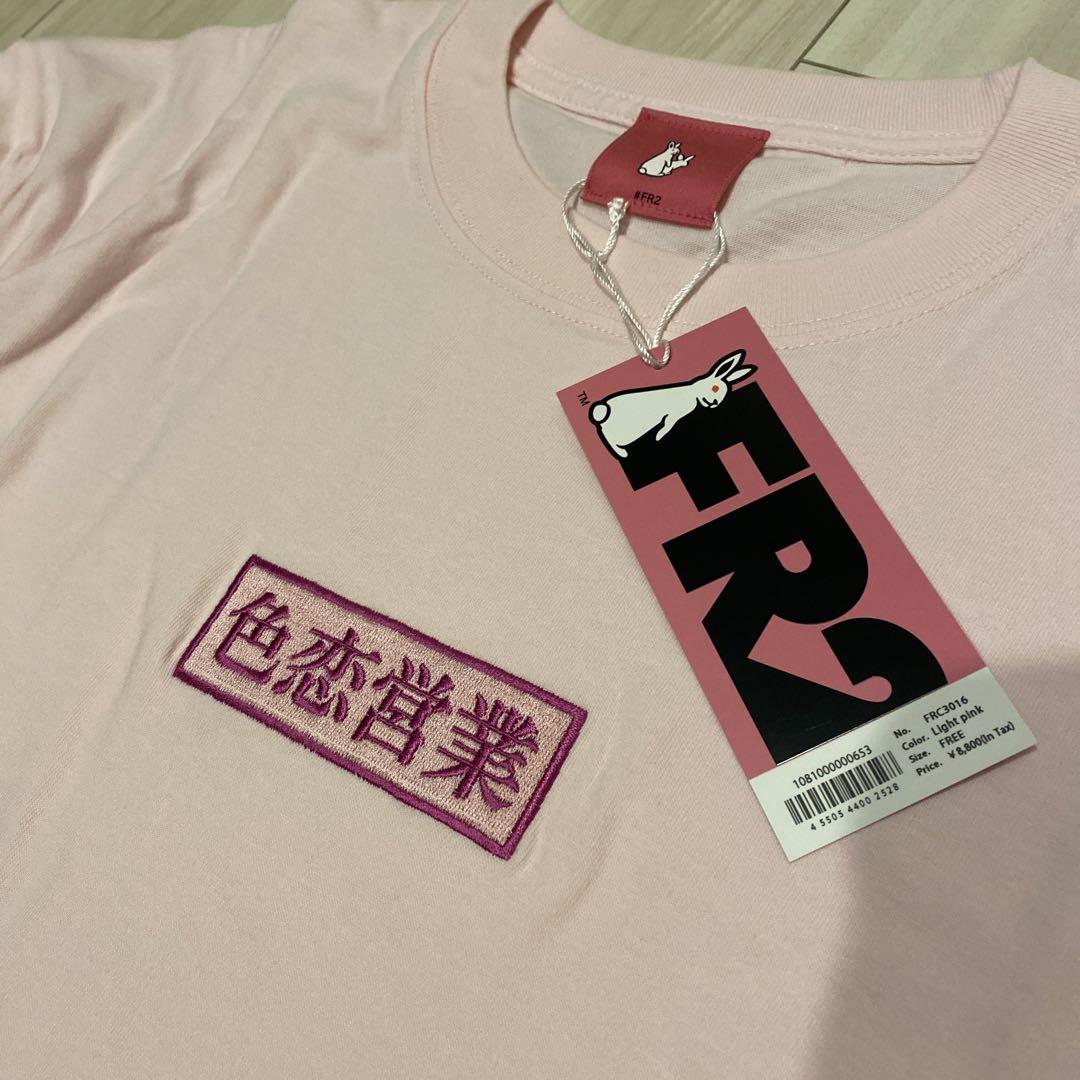 #FR2
TM
FR2
No. FRC3016
Color. Light pink
Size. FREE
Price. ¥8,800(In Tax)
1081000000653
4 5505 4400 2528
色恋営業